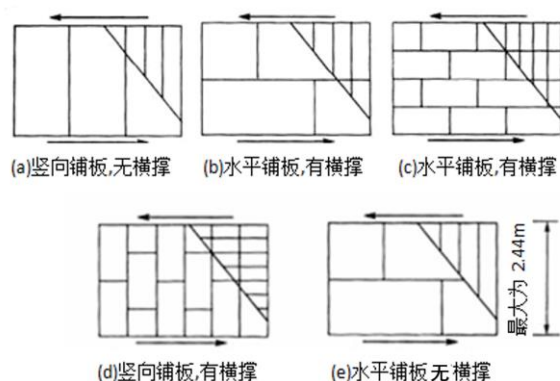 (a)竖向铺板,无横撑
(b)水平铺板,有横撑
(c)水平铺板,有横撑
(d)竖向铺板,有横撑
(e)水平铺板无横撑
最大为 2.44m